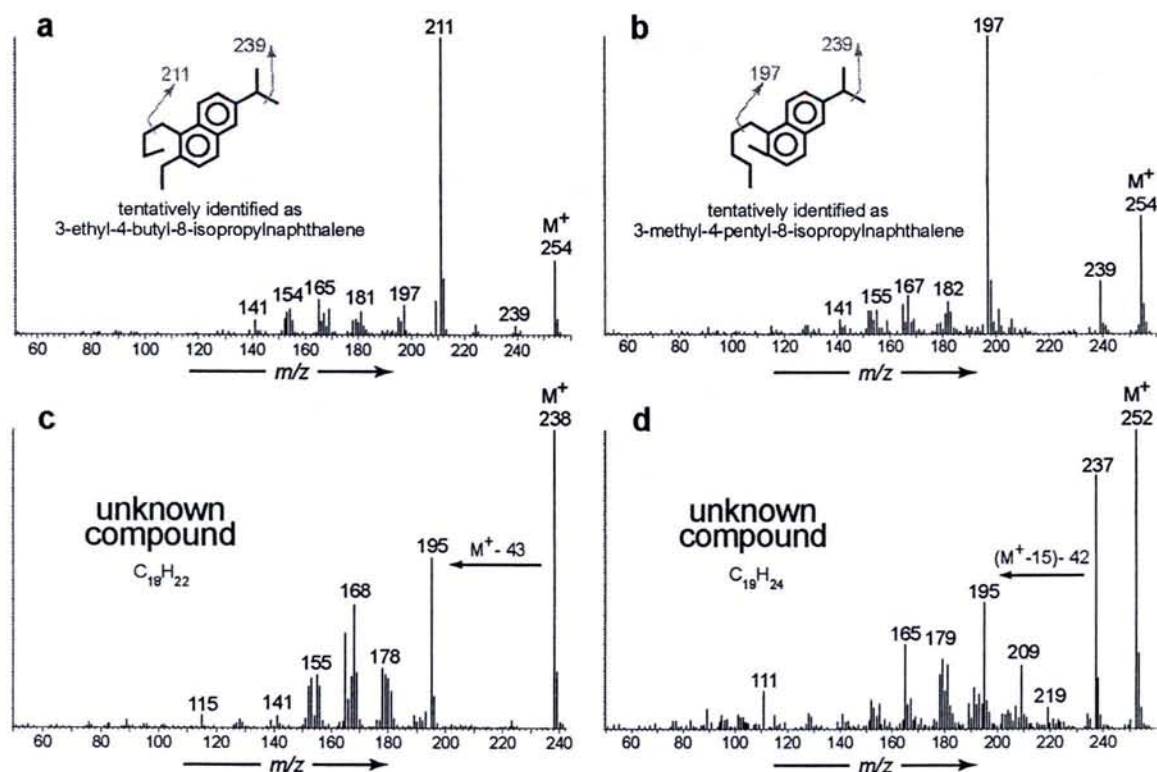 a
211
239
211
tentatively identified as
3-ethyl-4-butyl-8-isopropylnaphthalene
M+
254
141 154 165 181 197 239
60 80 100 120 140 160 180 200 220 240
m/z
b
197
239
197
tentatively identified as
3-methyl-4-pentyl-8-isopropylnaphthalene
M+
254
141 155 167 182 239
60 80 100 120 140 160 180 200 220 240
m/z
c
M+
238
unknown
compound
195
M+- 43
168
155 178
115 141
60 80 100 120 140 160 180 200 220 240
m/z
d
M+
252
237
unknown
compound
C19H24
(M+-15)- 42
195
165 179 209
111 219
60 80 100 120 140 160 180 200 220 240
m/z